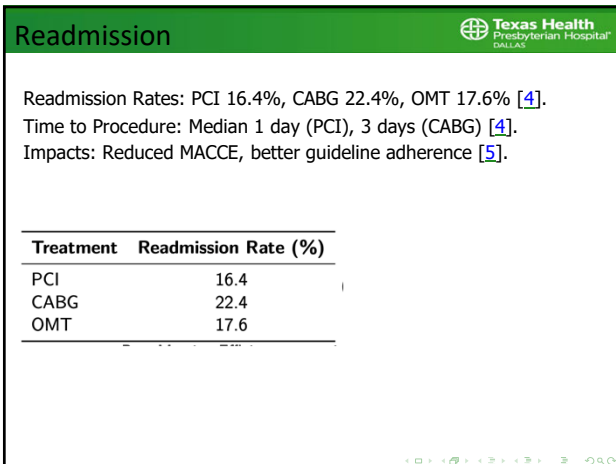 Readmission
Texas Health
Presbyterian Hospital
DALLAS
Readmission Rates: PCI 16.4%, CABG 22.4%, OMT 17.6% [4].
Time to Procedure: Median 1 day (PCI), 3 days (CABG) [4].
Impacts: Reduced MACCE, better guideline adherence [5].
Treatment Readmission Rate (%)
PCI 16.4
CABG 22.4
OMT 17.6